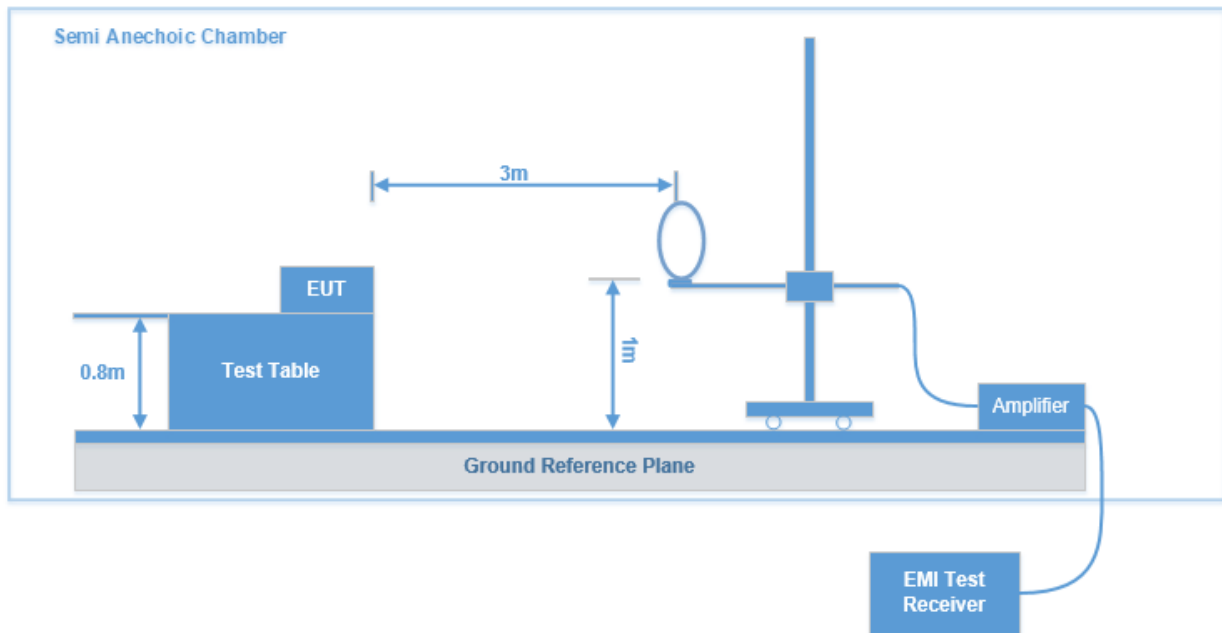 Semi Anechoic Chamber
3m
EUT
1m
0.8m
Test Table
Amplifier
Ground Reference Plane
EMI Test
Receiver